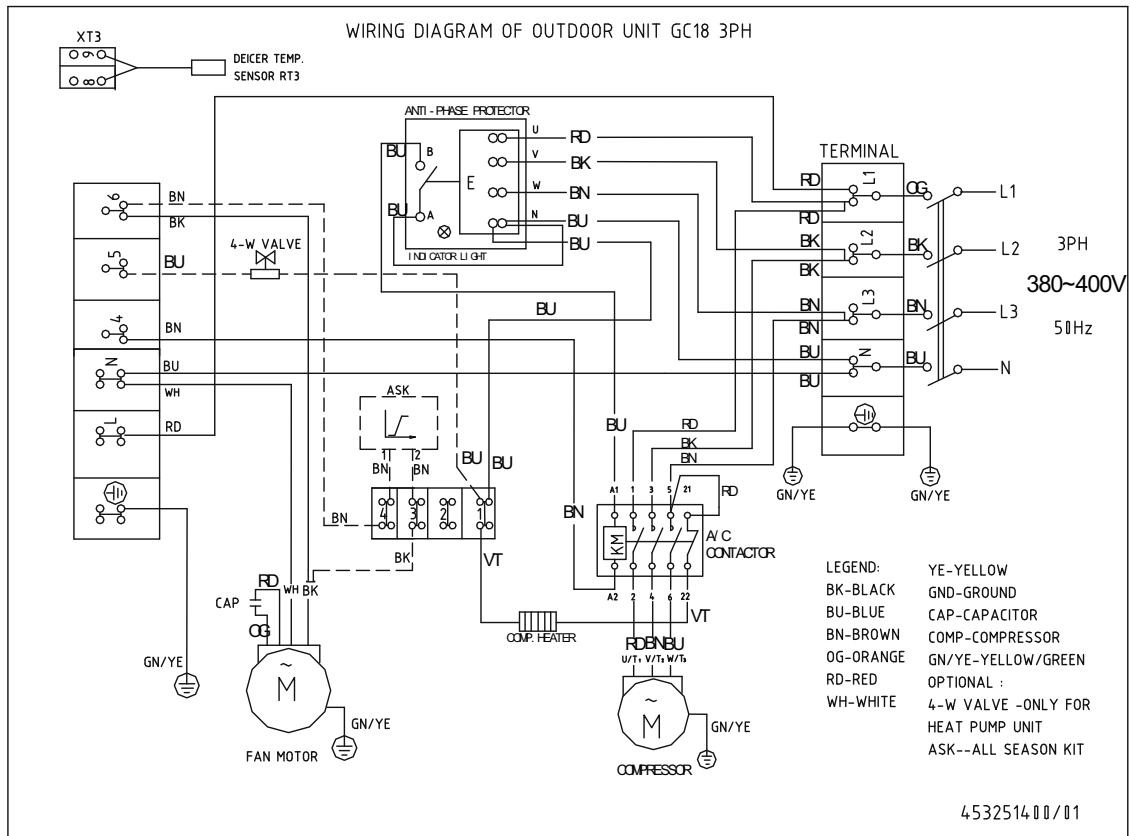 WIRING DIAGRAM OF OUTDOOR UNIT GC18 3PH
XT3
9
8
DEICER TEMP.
SENSOR RT3
ANTI-PHASE PROTECTOR
BU
B
BU
A
E
U
V
W
N
RD
BK
BN
BU
BU
INDICATOR LIGHT
TERMINAL
RD
RD
L1
OG
L1
BK
BK
L2
BK
L2
BN
BN
L3
BN
L3
BU
BU
N
BU
N
3PH
380~400V
50Hz
GN/YE
GN/YE
6
BN
BK
5
BU
4-W VALVE
4
BN
N
BU
WH
L
RD
BU
ASK
1 2
BN BN
BU BU
4 3 2 1
BN
BK
VT
BU
RD
BK
BN
A1 1 3 5 21
RD
BN
KM
A/C
CONTACTOR
A2 2 4 6 22
VT
COMP. HEATER
RD BN BU
U/T1 V/T2 W/T3
M
GN/YE
COMPRESSOR
RD
WH BK
CAP
OG
~
M
GN/YE
FAN MOTOR
GN/YE
LEGEND:
BK-BLACK
BU-BLUE
BN-BROWN
OG-ORANGE
RD-RED
WH-WHITE
YE-YELLOW
GND-GROUND
CAP-CAPACITOR
COMP-COMPRESSOR
GN/YE-YELLOW/GREEN
OPTIONAL :
4-W VALVE -ONLY FOR
HEAT PUMP UNIT
ASK--ALL SEASON KIT
453251400/01